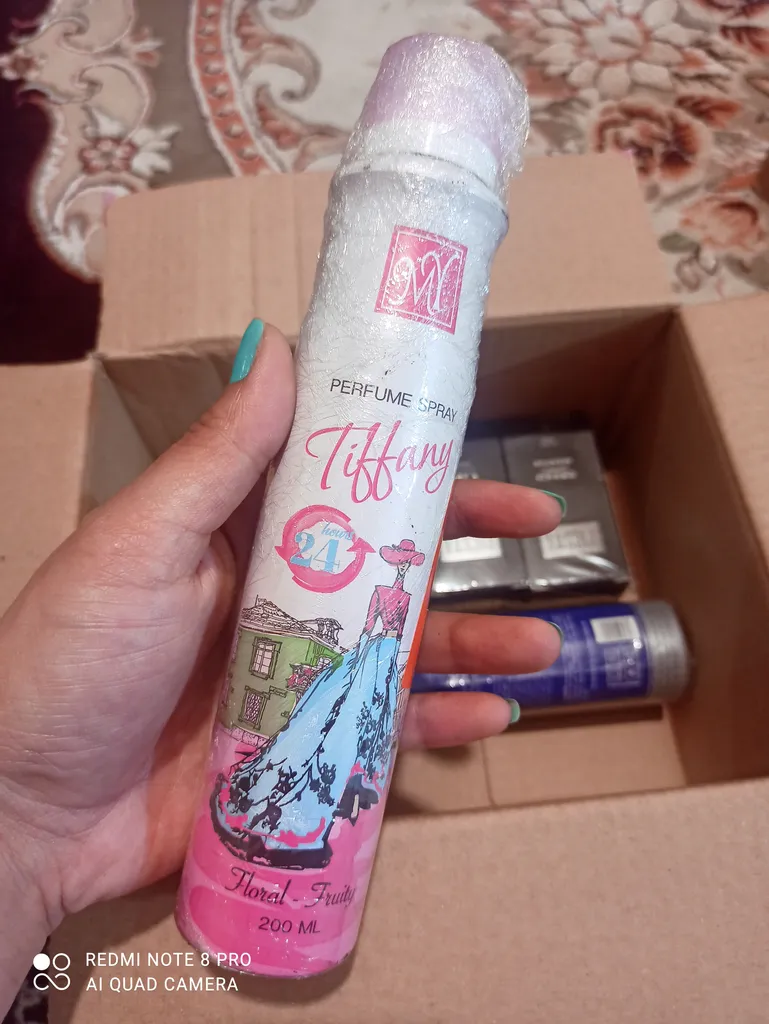 MY
PERFUME SPRAY
Tiffany
hours
24
Floral - Fruity
200 ML
REDMI NOTE 8 PRO
AI QUAD CAMERA